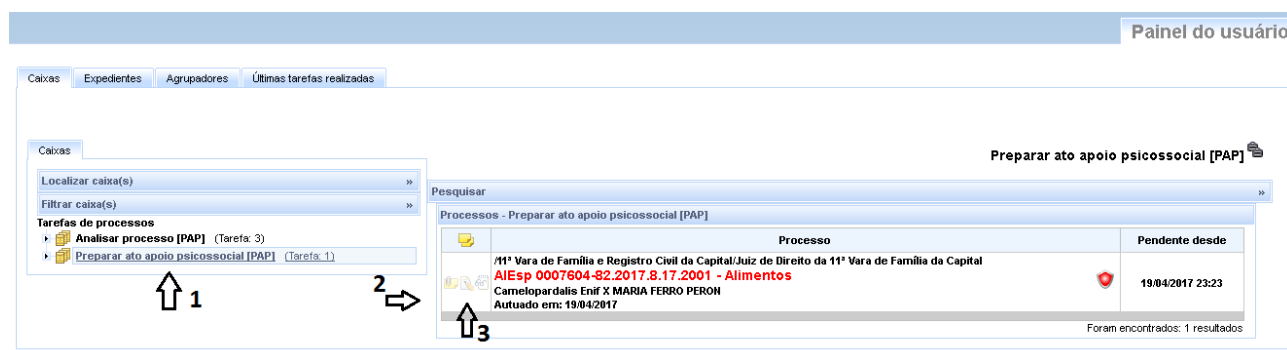 Painel do usuário
Caixas Expedientes Agrupadores Últimas tarefas realizadas
Caixas
Preparar ato apoio psicossocial [PAP]
Localizar caixa(s) »
Filtrar caixa(s) »
Tarefas de processos
Analisar processo [PAP] (Tarefa: 3)
Preparar ato apoio psicossocial [PAP] (Tarefa: 1)
1
2
Pesquisar »
Processos - Preparar ato apoio psicossocial [PAP]
Processo Pendente desde
/11ª Vara de Família e Registro Civil da Capital/Juiz de Direito da 11ª Vara de Família da Capital
AlEsp 0007604-82.2017.8.17.2001 - Alimentos
Camelopardalis Enif X MARIA FERRO PERON
Autuado em: 19/04/2017
19/04/2017 23:23
3
Foram encontrados: 1 resultados